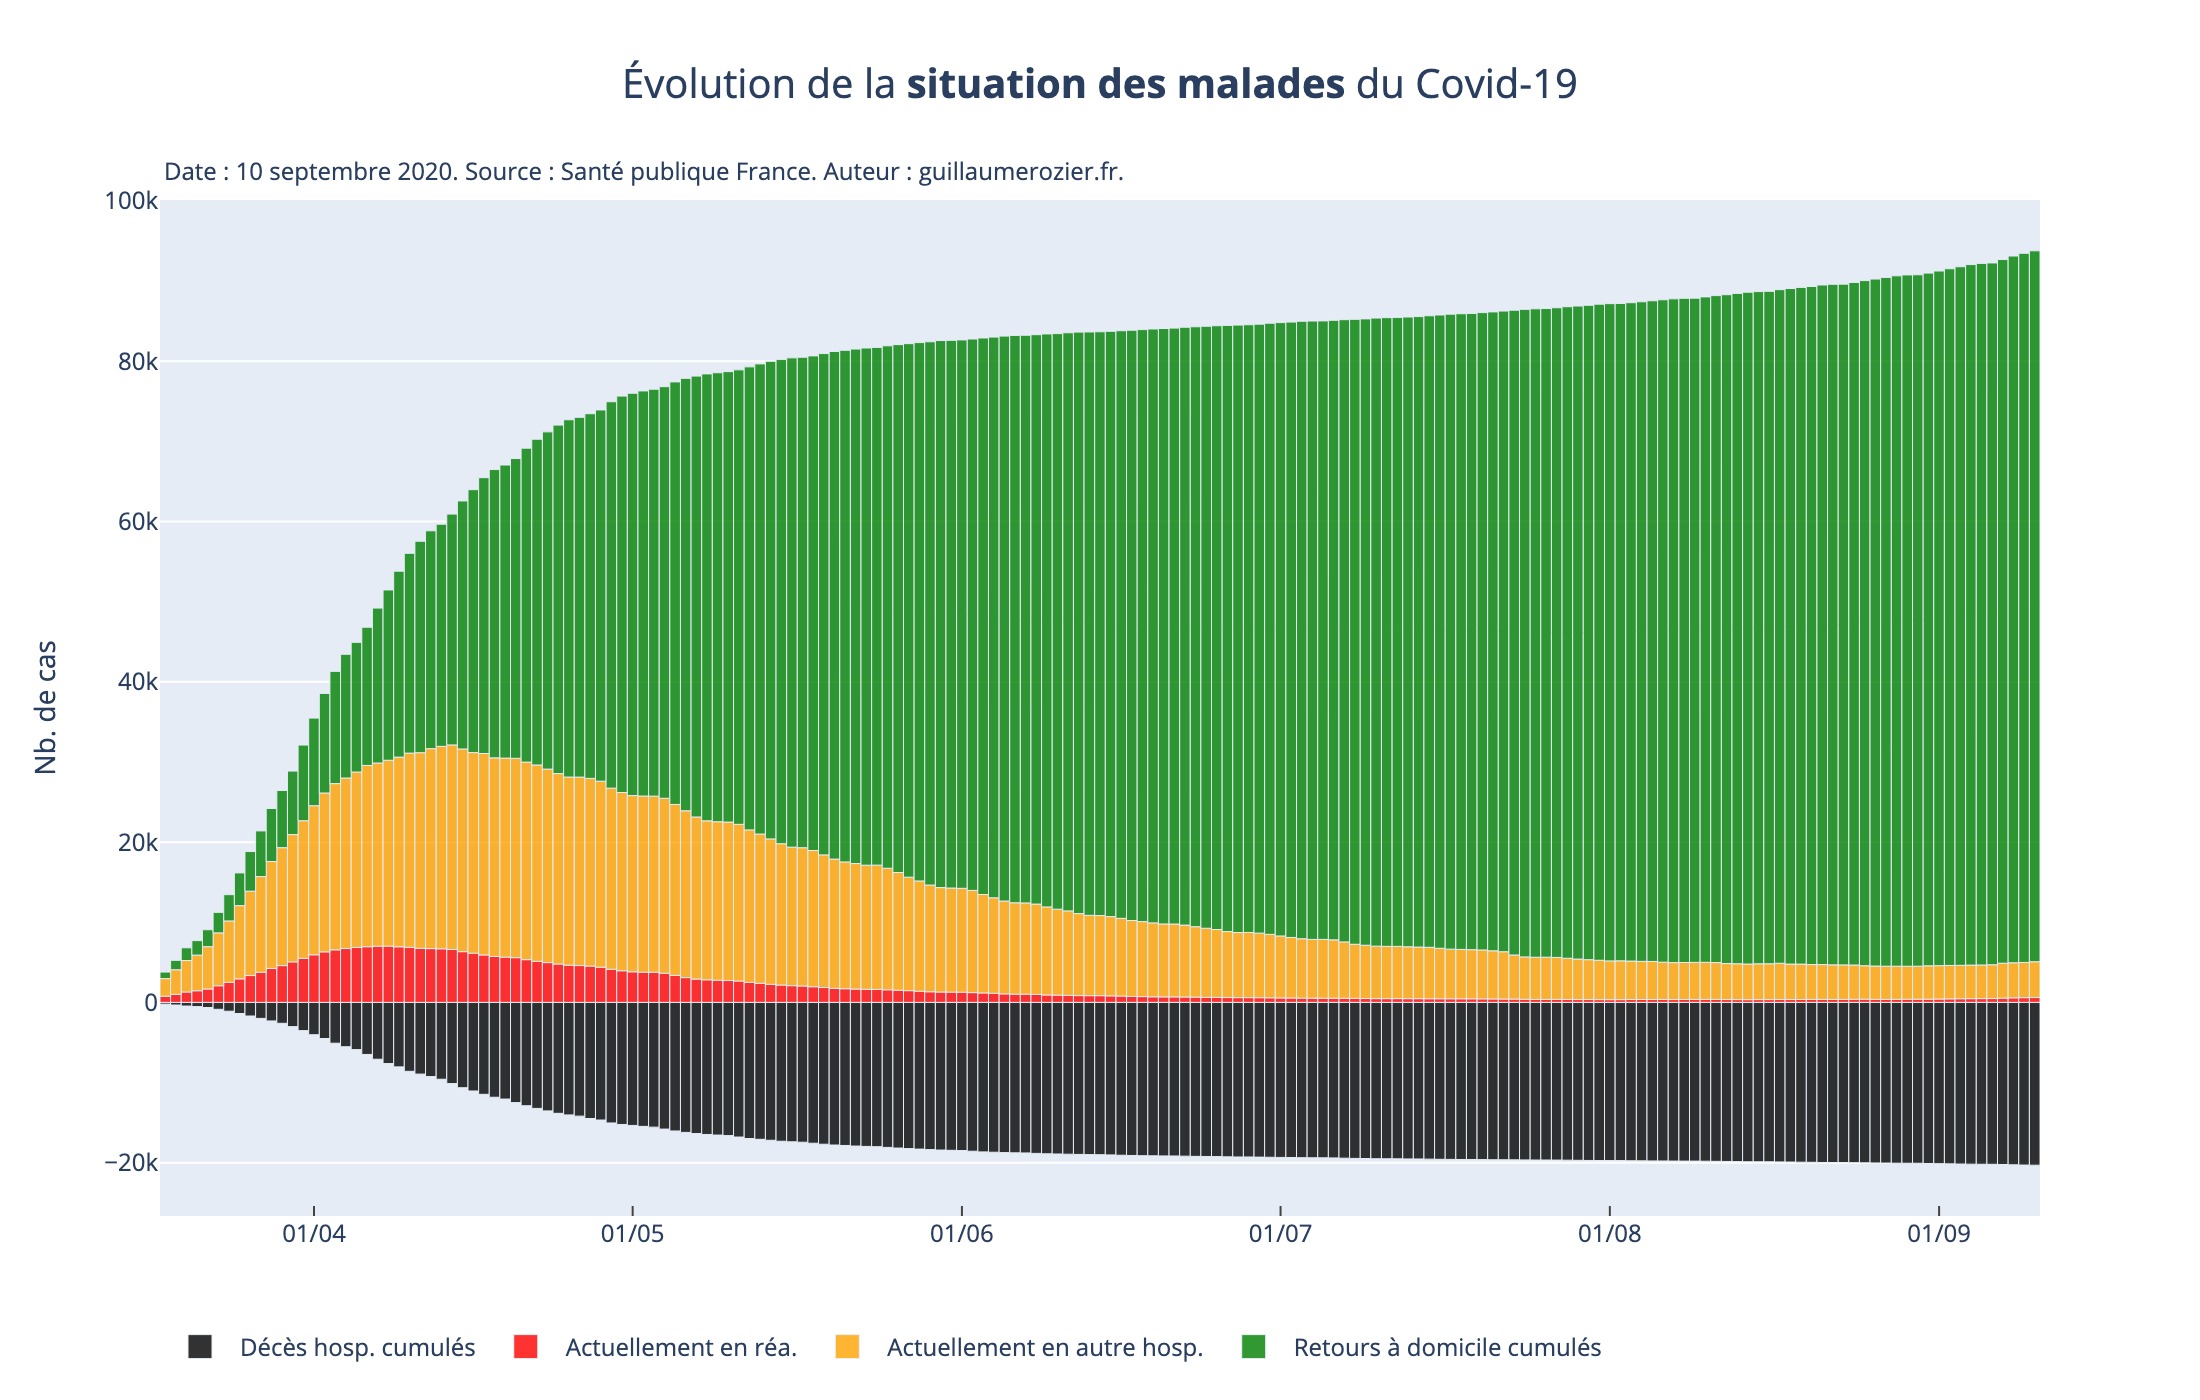 Évolution de la situation des malades du Covid-19
Date : 10 septembre 2020. Source : Santé publique France. Auteur : guillaumerozier.fr.
100k
80k
60k
40k
20k
0
−20k
Nb. de cas
01/04 01/05 01/06 01/07 01/08 01/09
Décès hosp. cumulés Actuellement en réa. Actuellement en autre hosp. Retours à domicile cumulés